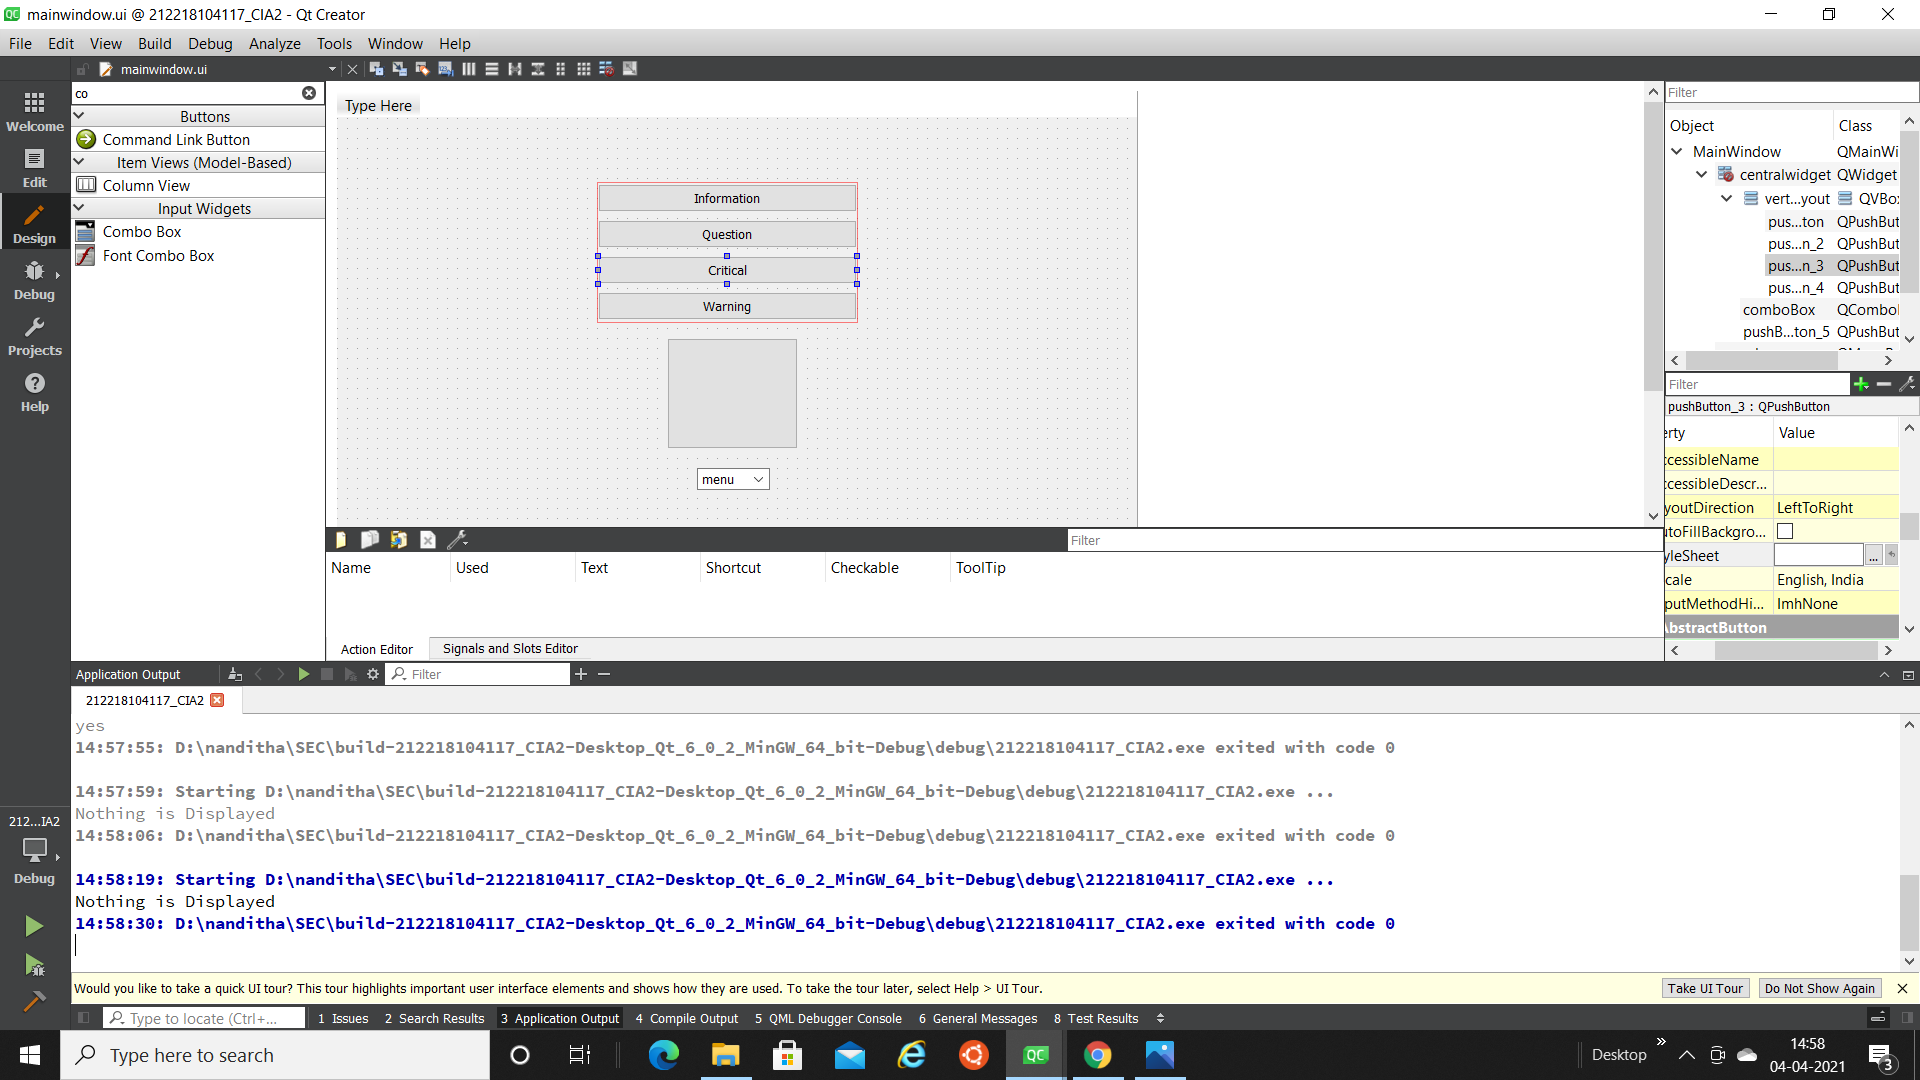 mainwindow.ui @ 212218104117_CIA2 - Qt Creator
File Edit View Build Debug Analyze Tools Window Help
mainwindow.ui
co
Buttons
Command Link Button
Item Views (Model-Based)
Column View
Input Widgets
Combo Box
Font Combo Box
Welcome
Edit
Design
Debug
Projects
Help
Type Here
Information
Question
Critical
Warning
menu
Filter
Object Class
MainWindow QMainWi
centralwidget QWidget
vert...yout QVBo
pus...ton QPushBut
pus...n_2 QPushBut
pus...n_3 QPushBut
pus...n_4 QPushBut
comboBox QCombo
pushB...ton_5 QPushBut
Filter
pushButton_3 : QPushButton
erty Value
ccessibleName
ccessibleDescr...
youtDirection LeftToRight
utoFillBackgro...
yleSheet ...
cale English, India
putMethodHi... ImhNone
AbstractButton
Filter
Name Used Text Shortcut Checkable ToolTip
Action Editor Signals and Slots Editor
Application Output Filter
212218104117_CIA2
yes
14:57:55: D:\nanditha\SEC\build-212218104117_CIA2-Desktop_Qt_6_0_2_MinGW_64_bit-Debug\debug\212218104117_CIA2.exe exited with code 0
14:57:59: Starting D:\nanditha\SEC\build-212218104117_CIA2-Desktop_Qt_6_0_2_MinGW_64_bit-Debug\debug\212218104117_CIA2.exe ...
Nothing is Displayed
14:58:06: D:\nanditha\SEC\build-212218104117_CIA2-Desktop_Qt_6_0_2_MinGW_64_bit-Debug\debug\212218104117_CIA2.exe exited with code 0
14:58:19: Starting D:\nanditha\SEC\build-212218104117_CIA2-Desktop_Qt_6_0_2_MinGW_64_bit-Debug\debug\212218104117_CIA2.exe ...
Nothing is Displayed
14:58:30: D:\nanditha\SEC\build-212218104117_CIA2-Desktop_Qt_6_0_2_MinGW_64_bit-Debug\debug\212218104117_CIA2.exe exited with code 0
212...IA2
Debug
Would you like to take a quick UI tour? This tour highlights important user interface elements and shows how they are used. To take the tour later, select Help > UI Tour.
Take UI Tour Do Not Show Again
Type to locate (Ctrl+... 1 Issues 2 Search Results 3 Application Output 4 Compile Output 5 QML Debugger Console 6 General Messages 8 Test Results
Type here to search
QC
Desktop
14:58
04-04-2021
3